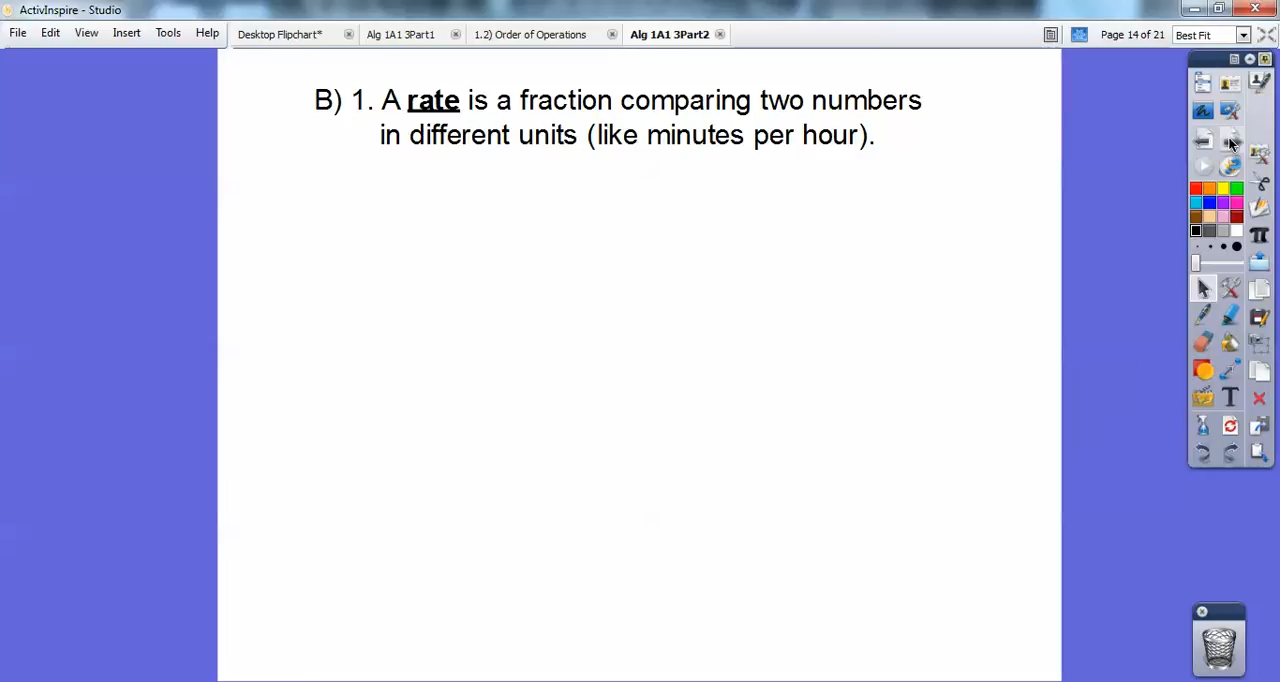 ActivInspire - Studio
File Edit View Insert Tools Help
Desktop Flipchart* Alg 1A1 3Part1 1.2) Order of Operations Alg 1A1 3Part2
Page 14 of 21 Best Fit
B) 1. A rate is a fraction comparing two numbers
in different units (like minutes per hour).